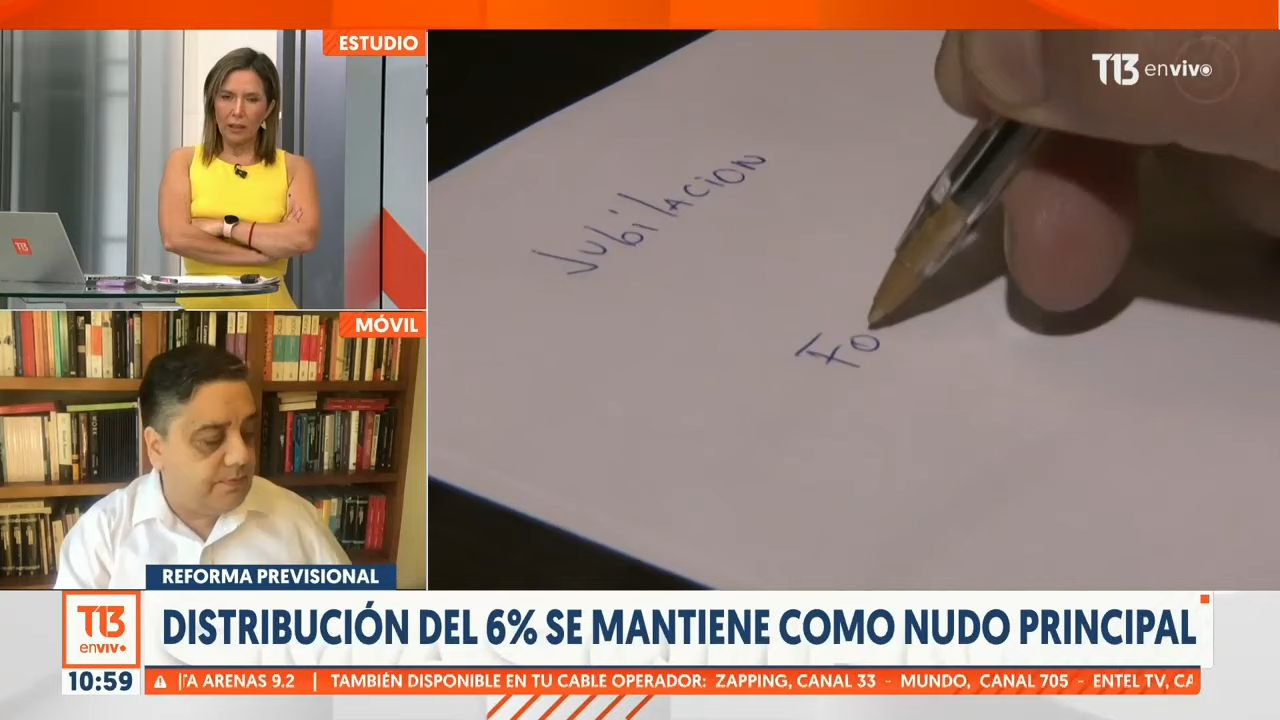 ESTUDIO
T13 envivo
Jubilacion
Fo
MÓVIL
REFORMA PREVISIONAL
DISTRIBUCIÓN DEL 6% SE MANTIENE COMO NUDO PRINCIPAL
T13
envivo
10:59
TA ARENAS 9.2 | TAMBIÉN DISPONIBLE EN TU CABLE OPERADOR: ZAPPING, CANAL 33 - MUNDO, CANAL 705 - ENTEL TV, CA
T13